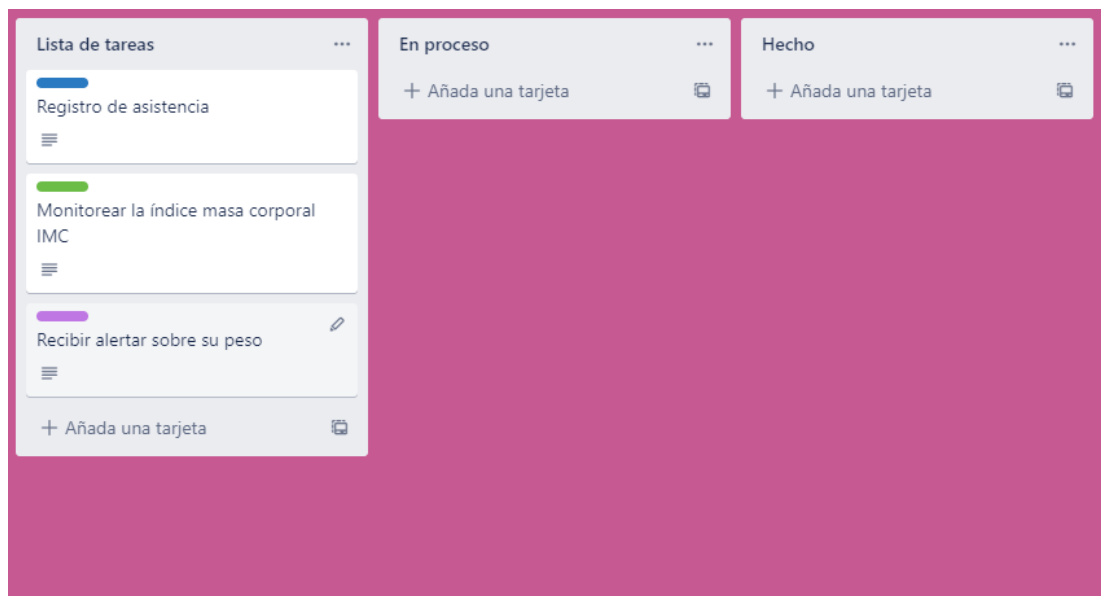 Lista de tareas
Registro de asistencia
Monitorear la índice masa corporal
IMC
Recibir alertar sobre su peso
+ Añada una tarjeta
En proceso
+ Añada una tarjeta
Hecho
+ Añada una tarjeta